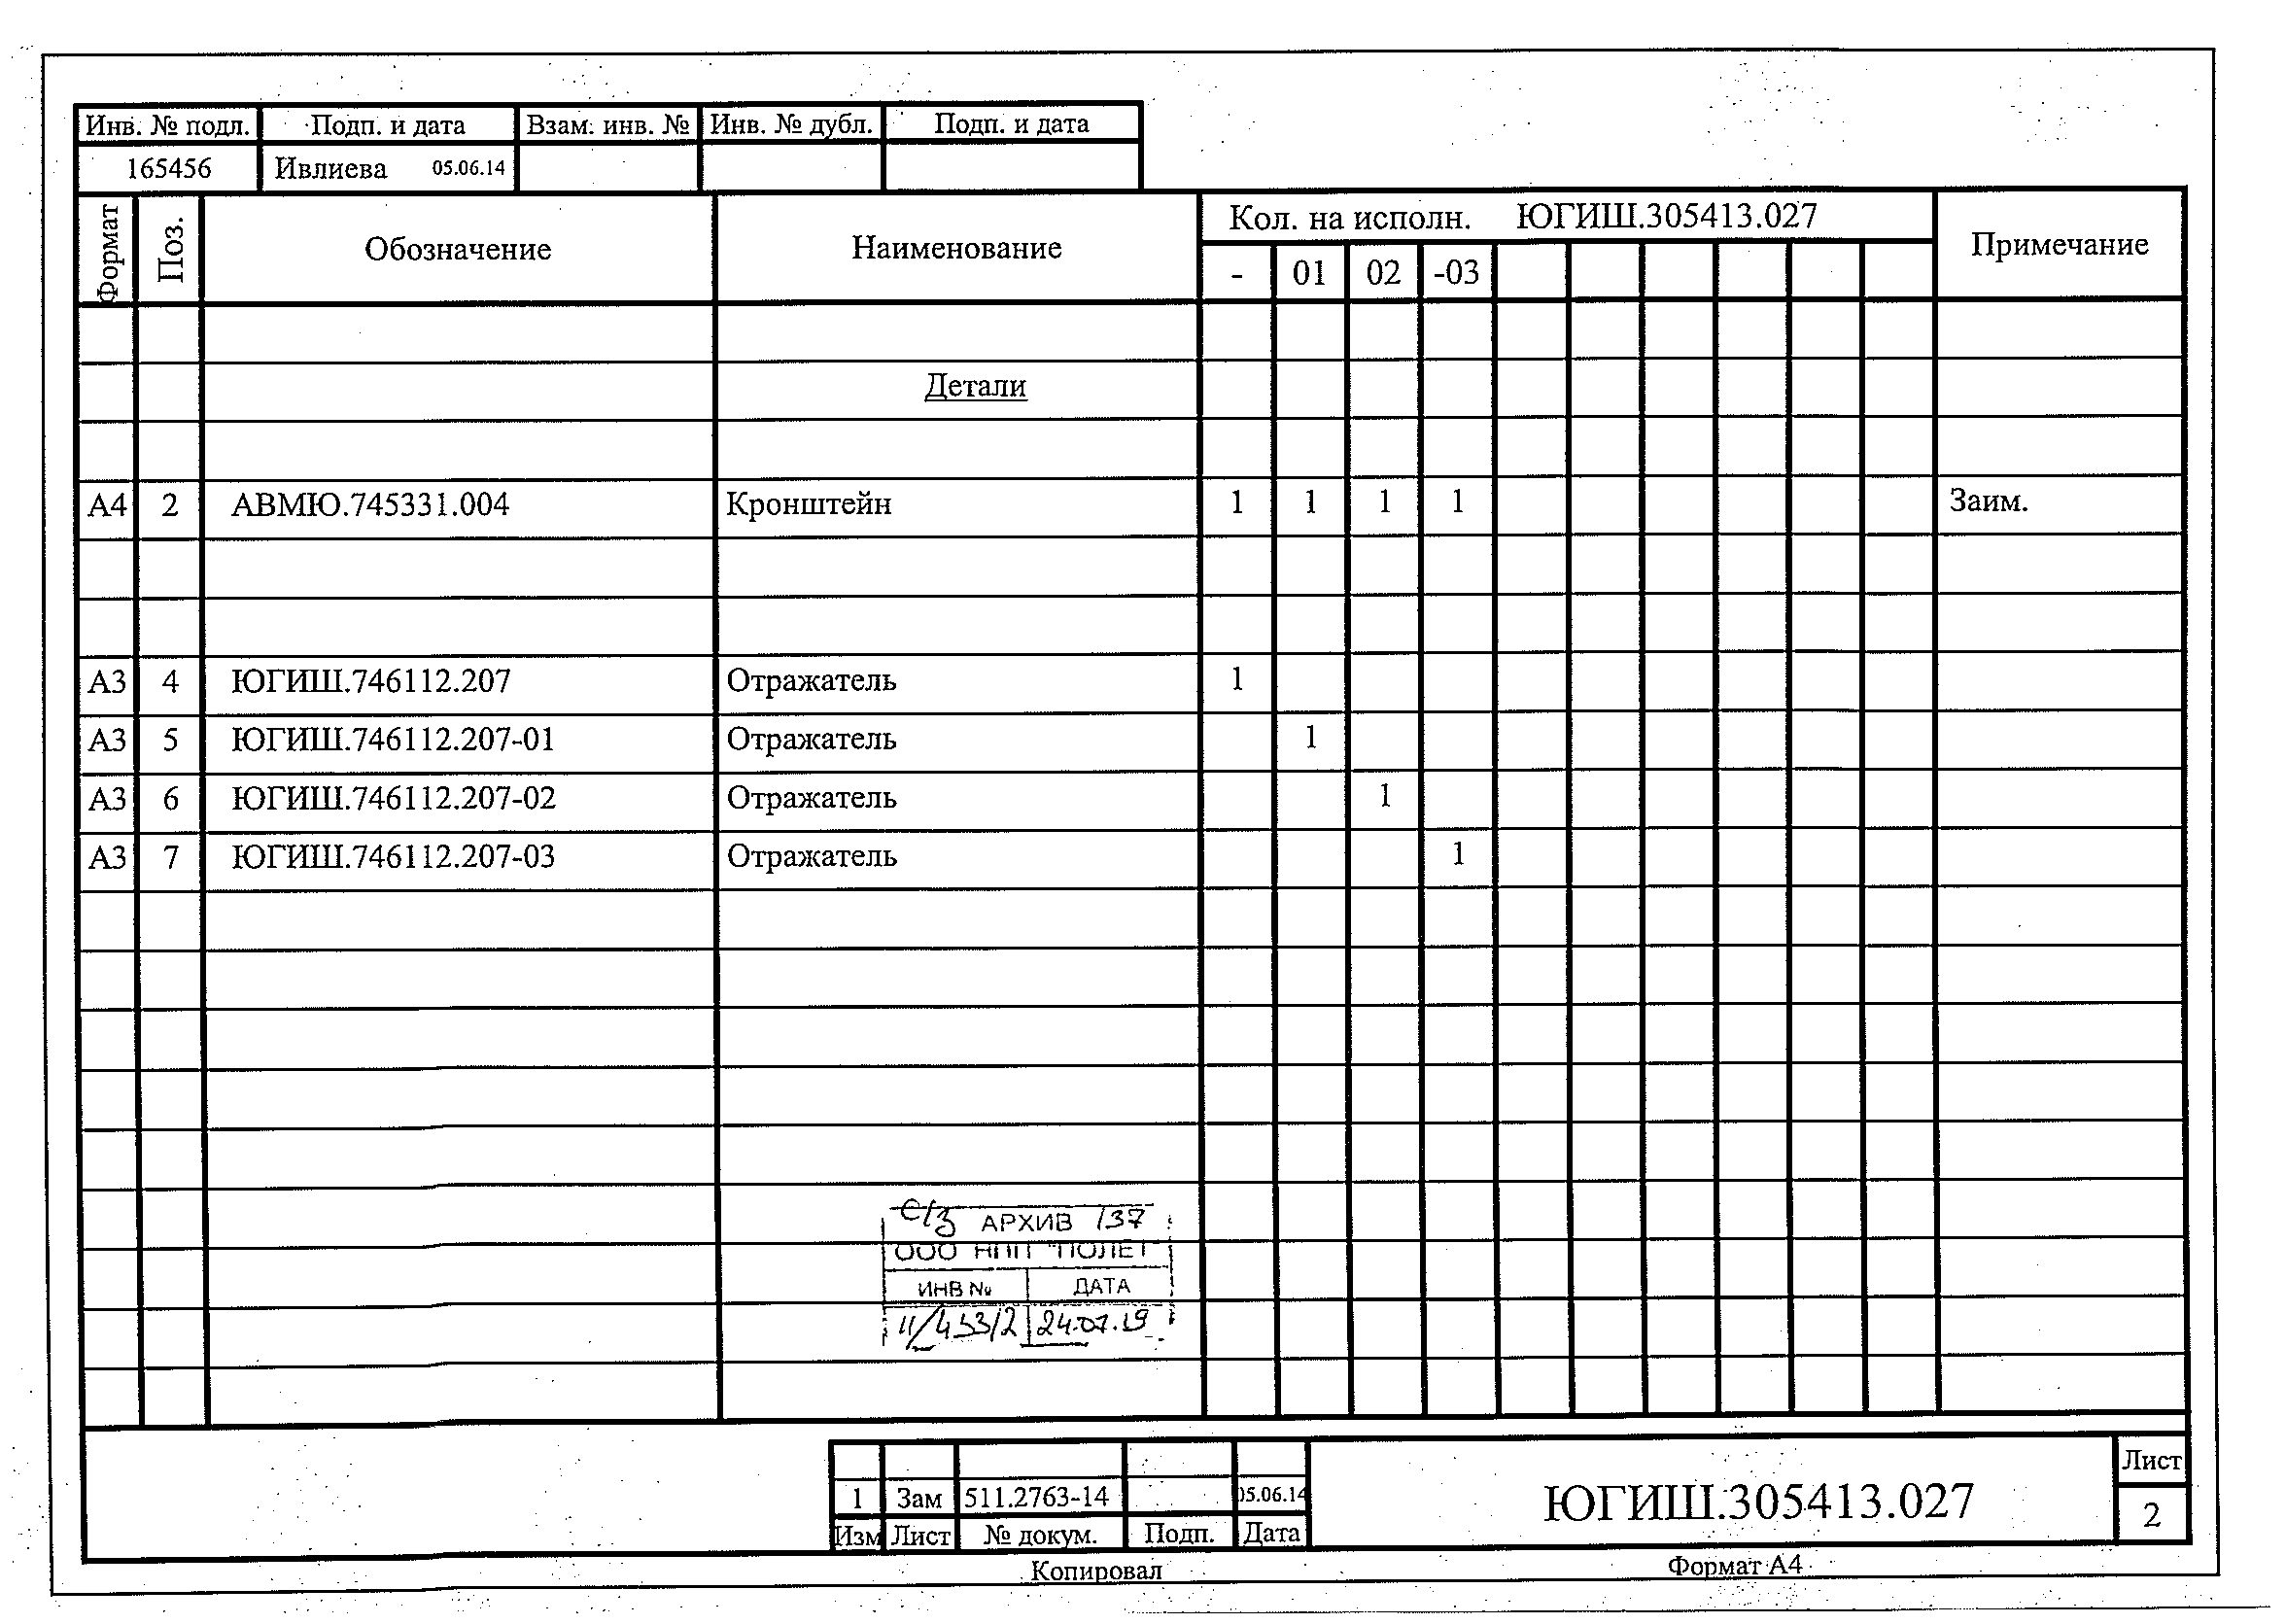 Инв. № подл. Подп. и дата Взам. инв. № Инв. № дубл. Подп. и дата
165456 Ивлиева 05.06.14
Формат Поз. Обозначение Наименование Кол. на исполн. ЮГИШ.305413.027 Примечание
- 01 02 -03
Детали
А4 2 АВМЮ.745331.004 Кронштейн 1 1 1 1 Заим.
А3 4 ЮГИШ.746112.207 Отражатель 1
А3 5 ЮГИШ.746112.207-01 Отражатель 1
А3 6 ЮГИШ.746112.207-02 Отражатель 1
А3 7 ЮГИШ.746112.207-03 Отражатель 1
АРХИВ 137
ООО НПП "ПОЛЕТ"
ИНВ № ДАТА
24.07.19
1 Зам 511.2763-14 05.06.14
Изм Лист № докум. Подп. Дата
ЮГИШ.305413.027
Лист
2
Копировал Формат А4